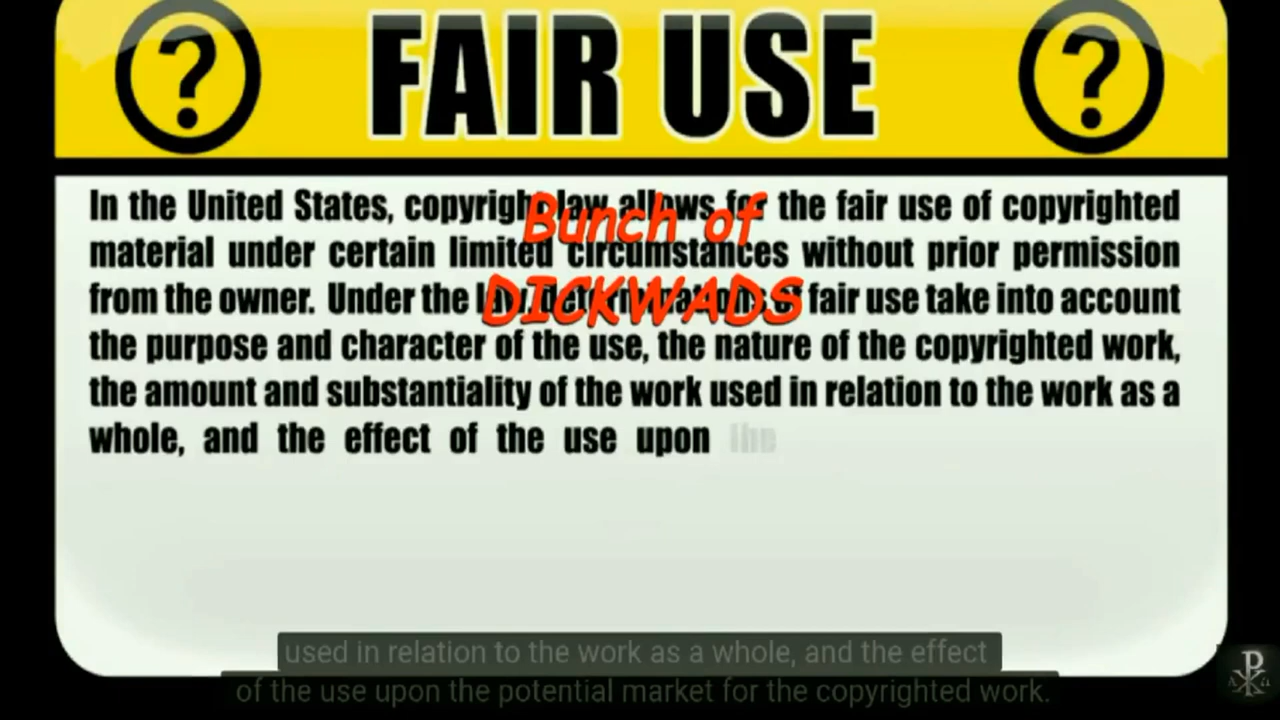 ? FAIR USE ?
In the United States, copyright law allows for the fair use of copyrighted
material under certain limited circumstances without prior permission
from the owner. Under the law, determinations of fair use take into account
the purpose and character of the use, the nature of the copyrighted work,
the amount and substantiality of the work used in relation to the work as a
whole, and the effect of the use upon the
Bunch of
DICKWADS
used in relation to the work as a whole, and the effect
of the use upon the potential market for the copyrighted work.